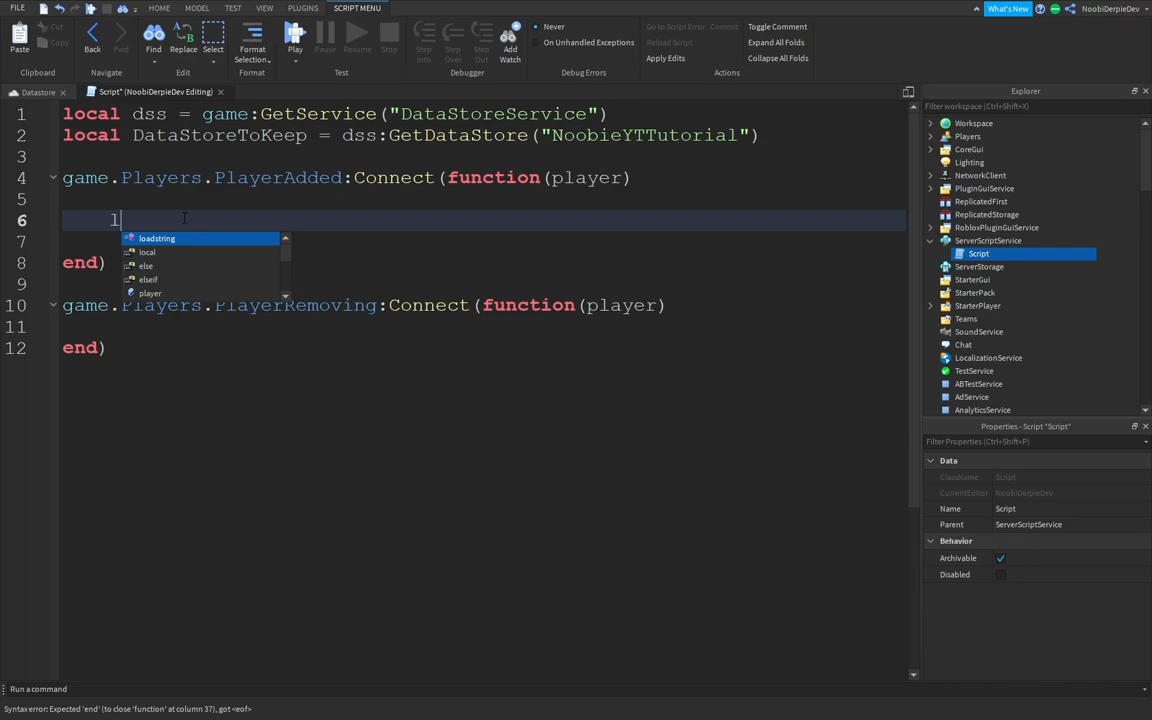 FILE HOME MODEL TEST VIEW PLUGINS SCRIPT MENU What's New NoobiDerpieDev
Paste Cut Copy Back Fwd Find Replace Select Format Selection Play Pause Resume Stop Step Into Step Over Step Out Add Watch Never On Unhandled Exceptions Go to Script Error Commit Reload Script Apply Edits Toggle Comment Expand All Folds Collapse All Folds
Clipboard Navigate Edit Format Test Debugger Debug Errors Actions
Datastore Script* (NoobiDerpieDev Editing)
1 local dss = game:GetService("DataStoreService")
2 local DataStoreToKeep = dss:GetDataStore("NoobieYTTutorial")
3
4 game.Players.PlayerAdded:Connect(function(player)
5
6 l
loadstring
local
else
elseif
player
7
8 end)
9
10 game.Players.PlayerRemoving:Connect(function(player)
11
12 end)
Explorer
Filter workspace (Ctrl+Shift+X)
Workspace
Players
CoreGui
Lighting
NetworkClient
PluginGuiService
ReplicatedFirst
ReplicatedStorage
RobloxPluginGuiService
ServerScriptService
Script
ServerStorage
StarterGui
StarterPack
StarterPlayer
Teams
SoundService
Chat
LocalizationService
TestService
ABTestService
AdService
AnalyticsService
Properties - Script "Script"
Filter Properties (Ctrl+Shift+P)
Data
ClassName Script
CurrentEditor NoobiDerpieDev
Name Script
Parent ServerScriptService
Behavior
Archivable
Disabled
Run a command
Syntax error: Expected 'end' (to close 'function' at column 37), got <eof>